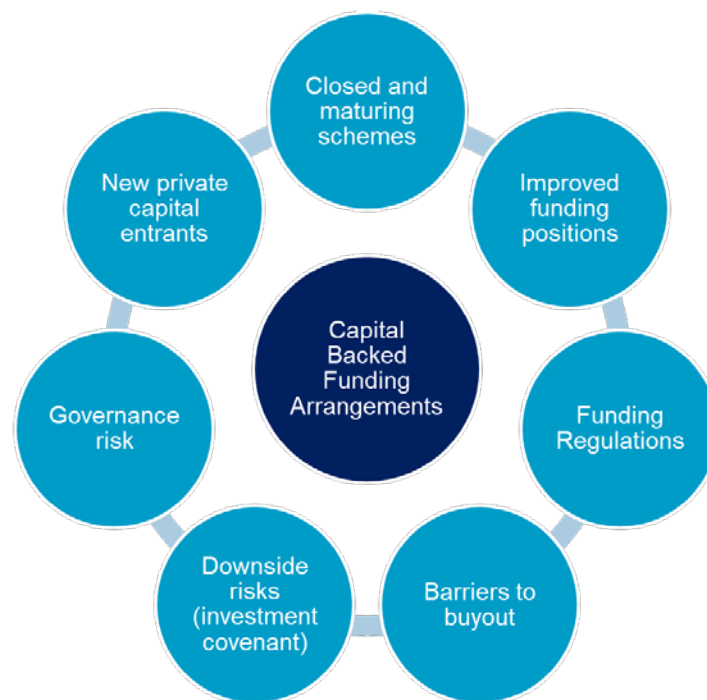 Closed and
maturing
schemes
Improved
funding
positions
Funding
Regulations
Barriers to
buyout
Downside
risks
(investment
covenant)
Governance
risk
New private
capital
entrants
Capital
Backed
Funding
Arrangements